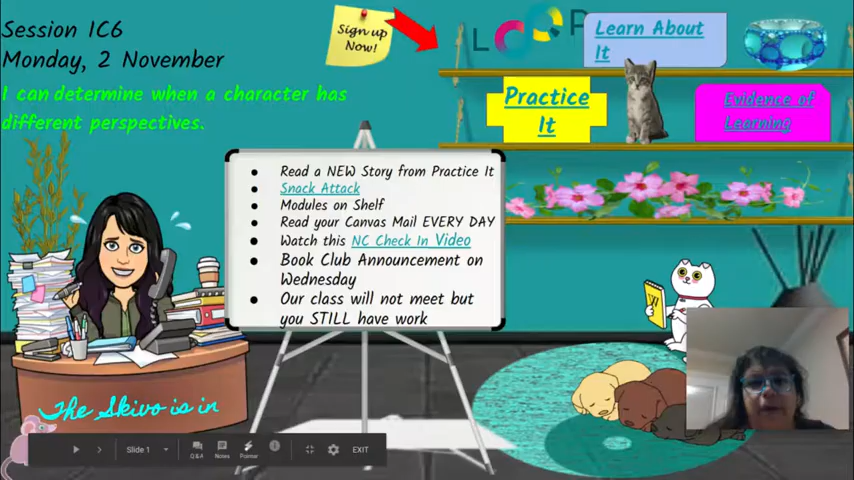 Session 1C6
Monday, 2 November
I can determine when a character has
different perspectives.
Sign up
Now!
LOOP
Learn About
It
Practice
It
Evidence of
Learning
Read a NEW Story from Practice It
Snack Attack
Modules on Shelf
Read your Canvas Mail EVERY DAY
Watch this NC Check In Video
Book Club Announcement on
Wednesday
Our class will not meet but
you STILL have work
The Skivo is in
Slide 1
Q&A
Notes
Pointer
EXIT